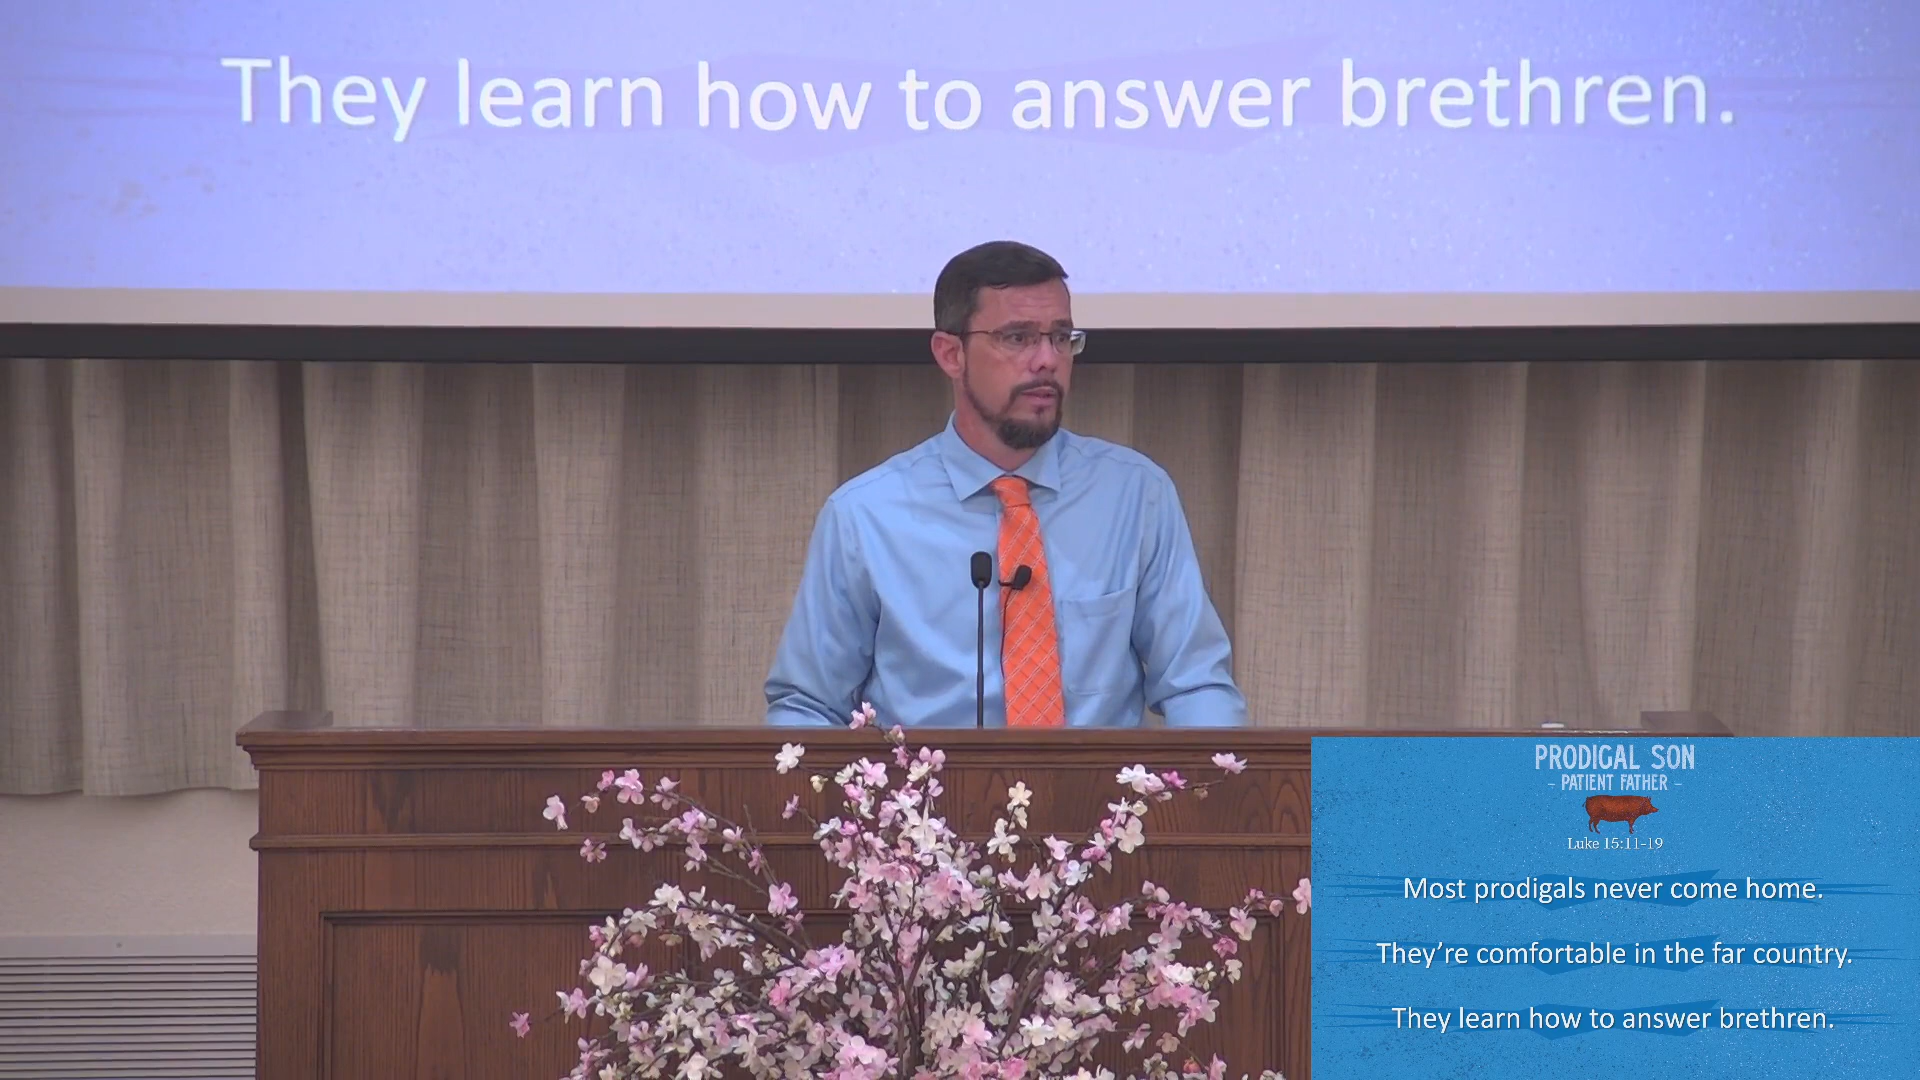 They learn how to answer brethren.
PRODIGAL SON
- PATIENT FATHER -
Luke 15:11-19
Most prodigals never come home.
They’re comfortable in the far country.
They learn how to answer brethren.